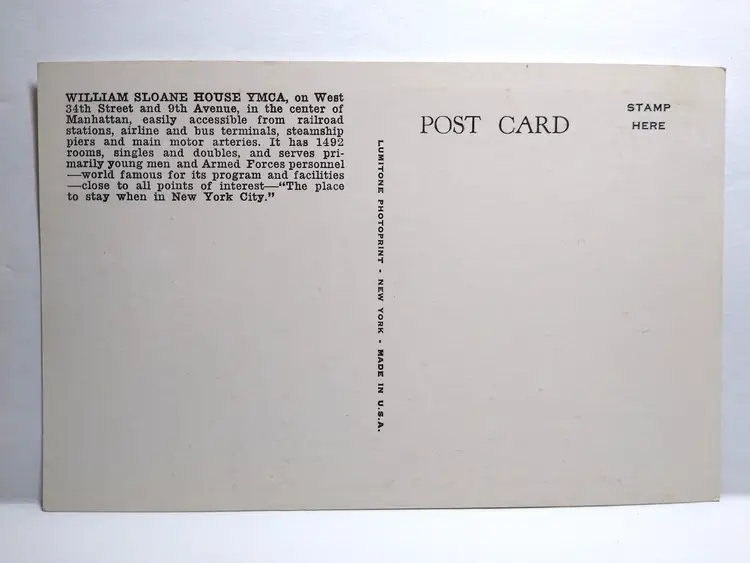 WILLIAM SLOANE HOUSE YMCA, on West
34th Street and 9th Avenue, in the center of
Manhattan, easily accessible from railroad
stations, airline and bus terminals, steamship
piers and main motor arteries. It has 1492
rooms, singles and doubles, and serves pri-
marily young men and Armed Forces personnel
—world famous for its program and facilities
—close to all points of interest—“The place
to stay when in New York City.”
LUMITONE PHOTOPRINT - NEW YORK - MADE IN U.S.A.
POST CARD
STAMP
HERE